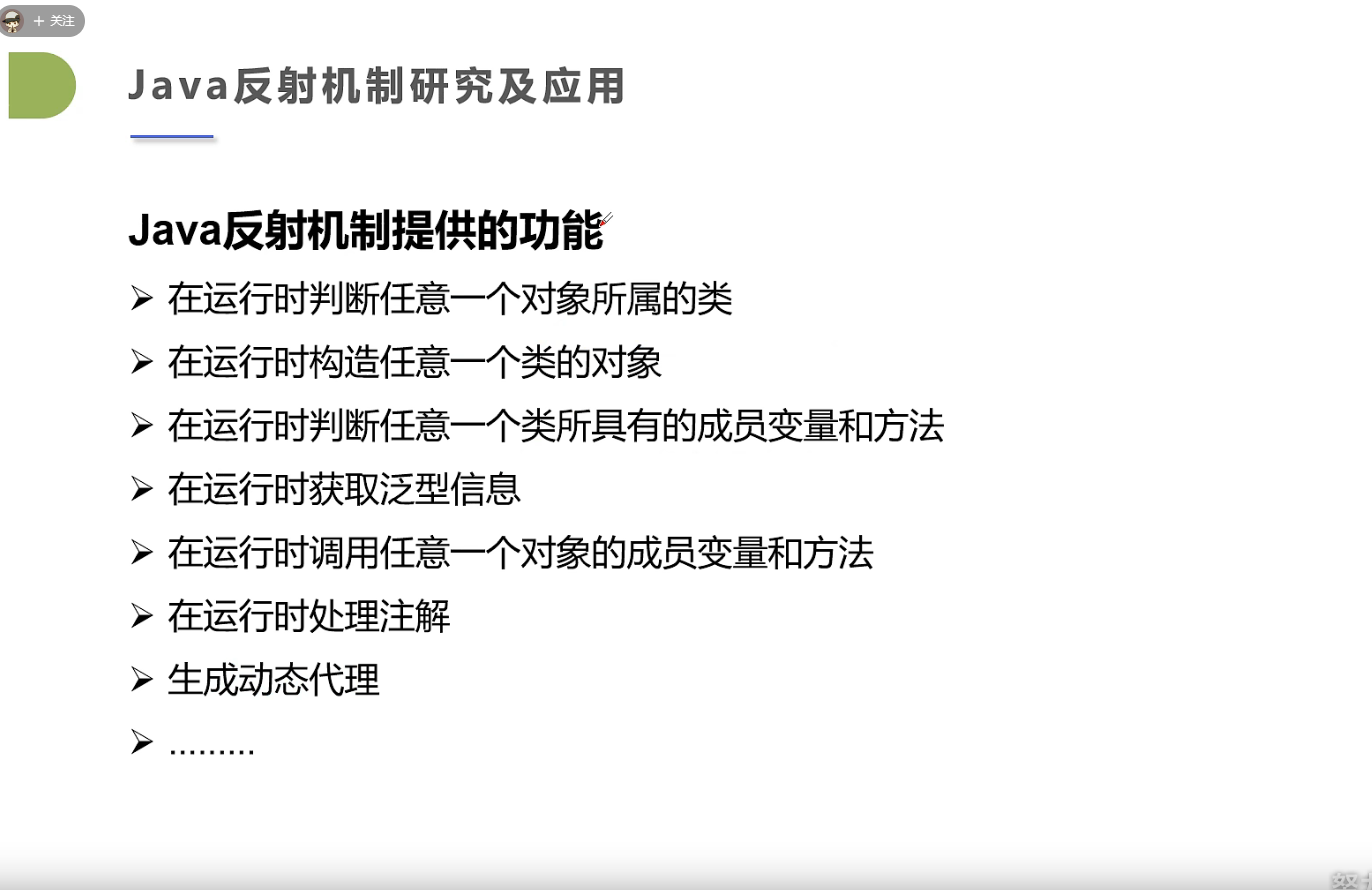 + 关注
Java反射机制研究及应用
Java反射机制提供的功能
➢ 在运行时判断任意一个对象所属的类
➢ 在运行时构造任意一个类的对象
➢ 在运行时判断任意一个类所具有的成员变量和方法
➢ 在运行时获取泛型信息
➢ 在运行时调用任意一个对象的成员变量和方法
➢ 在运行时处理注解
➢ 生成动态代理
➢ ………